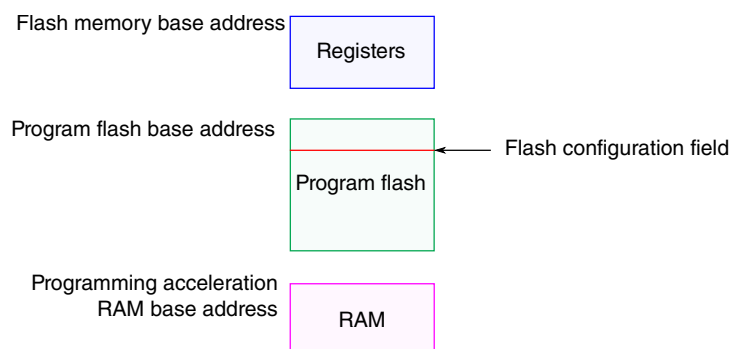 Flash memory base address
Registers
Program flash base address
Flash configuration field
Program flash
Programming acceleration
RAM base address
RAM